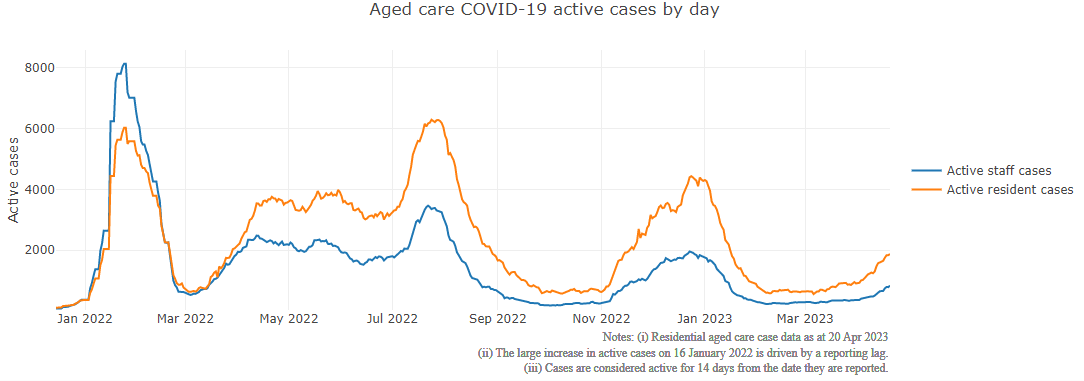 Aged care COVID-19 active cases by day
8000
6000
4000
2000
Active cases
Jan 2022 Mar 2022 May 2022 Jul 2022 Sep 2022 Nov 2022 Jan 2023 Mar 2023
Active staff cases
Active resident cases
Notes: (i) Residential aged care case data as at 20 Apr 2023
(ii) The large increase in active cases on 16 January 2022 is driven by a reporting lag.
(iii) Cases are considered active for 14 days from the date they are reported.